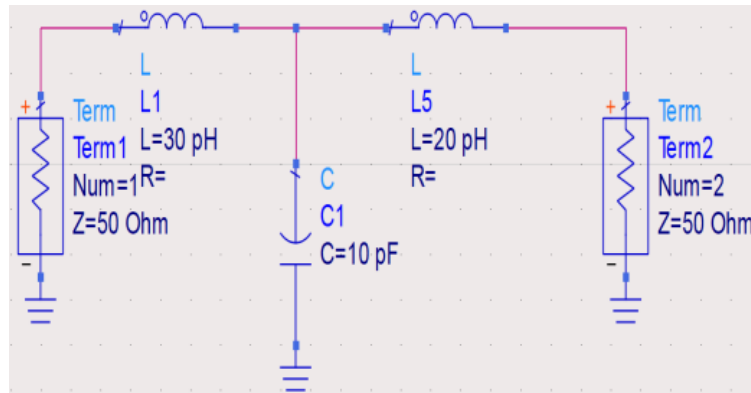 L
L1
L=30 pH
R=
L
L5
L=20 pH
R=
+
Term
Term1
Num=1
Z=50 Ohm
-
C
C1
C=10 pF
+
Term
Term2
Num=2
Z=50 Ohm
-